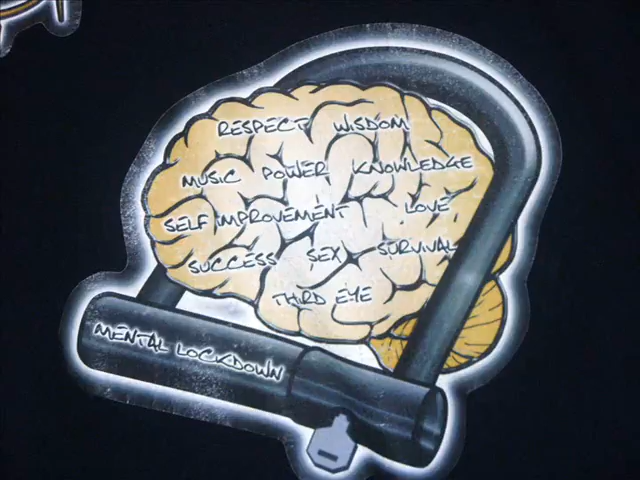 RESPECT WISDOM
MUSIC POWER KNOWLEDGE
SELF IMPROVEMENT LOVE
SUCCESS SEX SURVIVAL
THIRD EYE
MENTAL LOCKDOWN